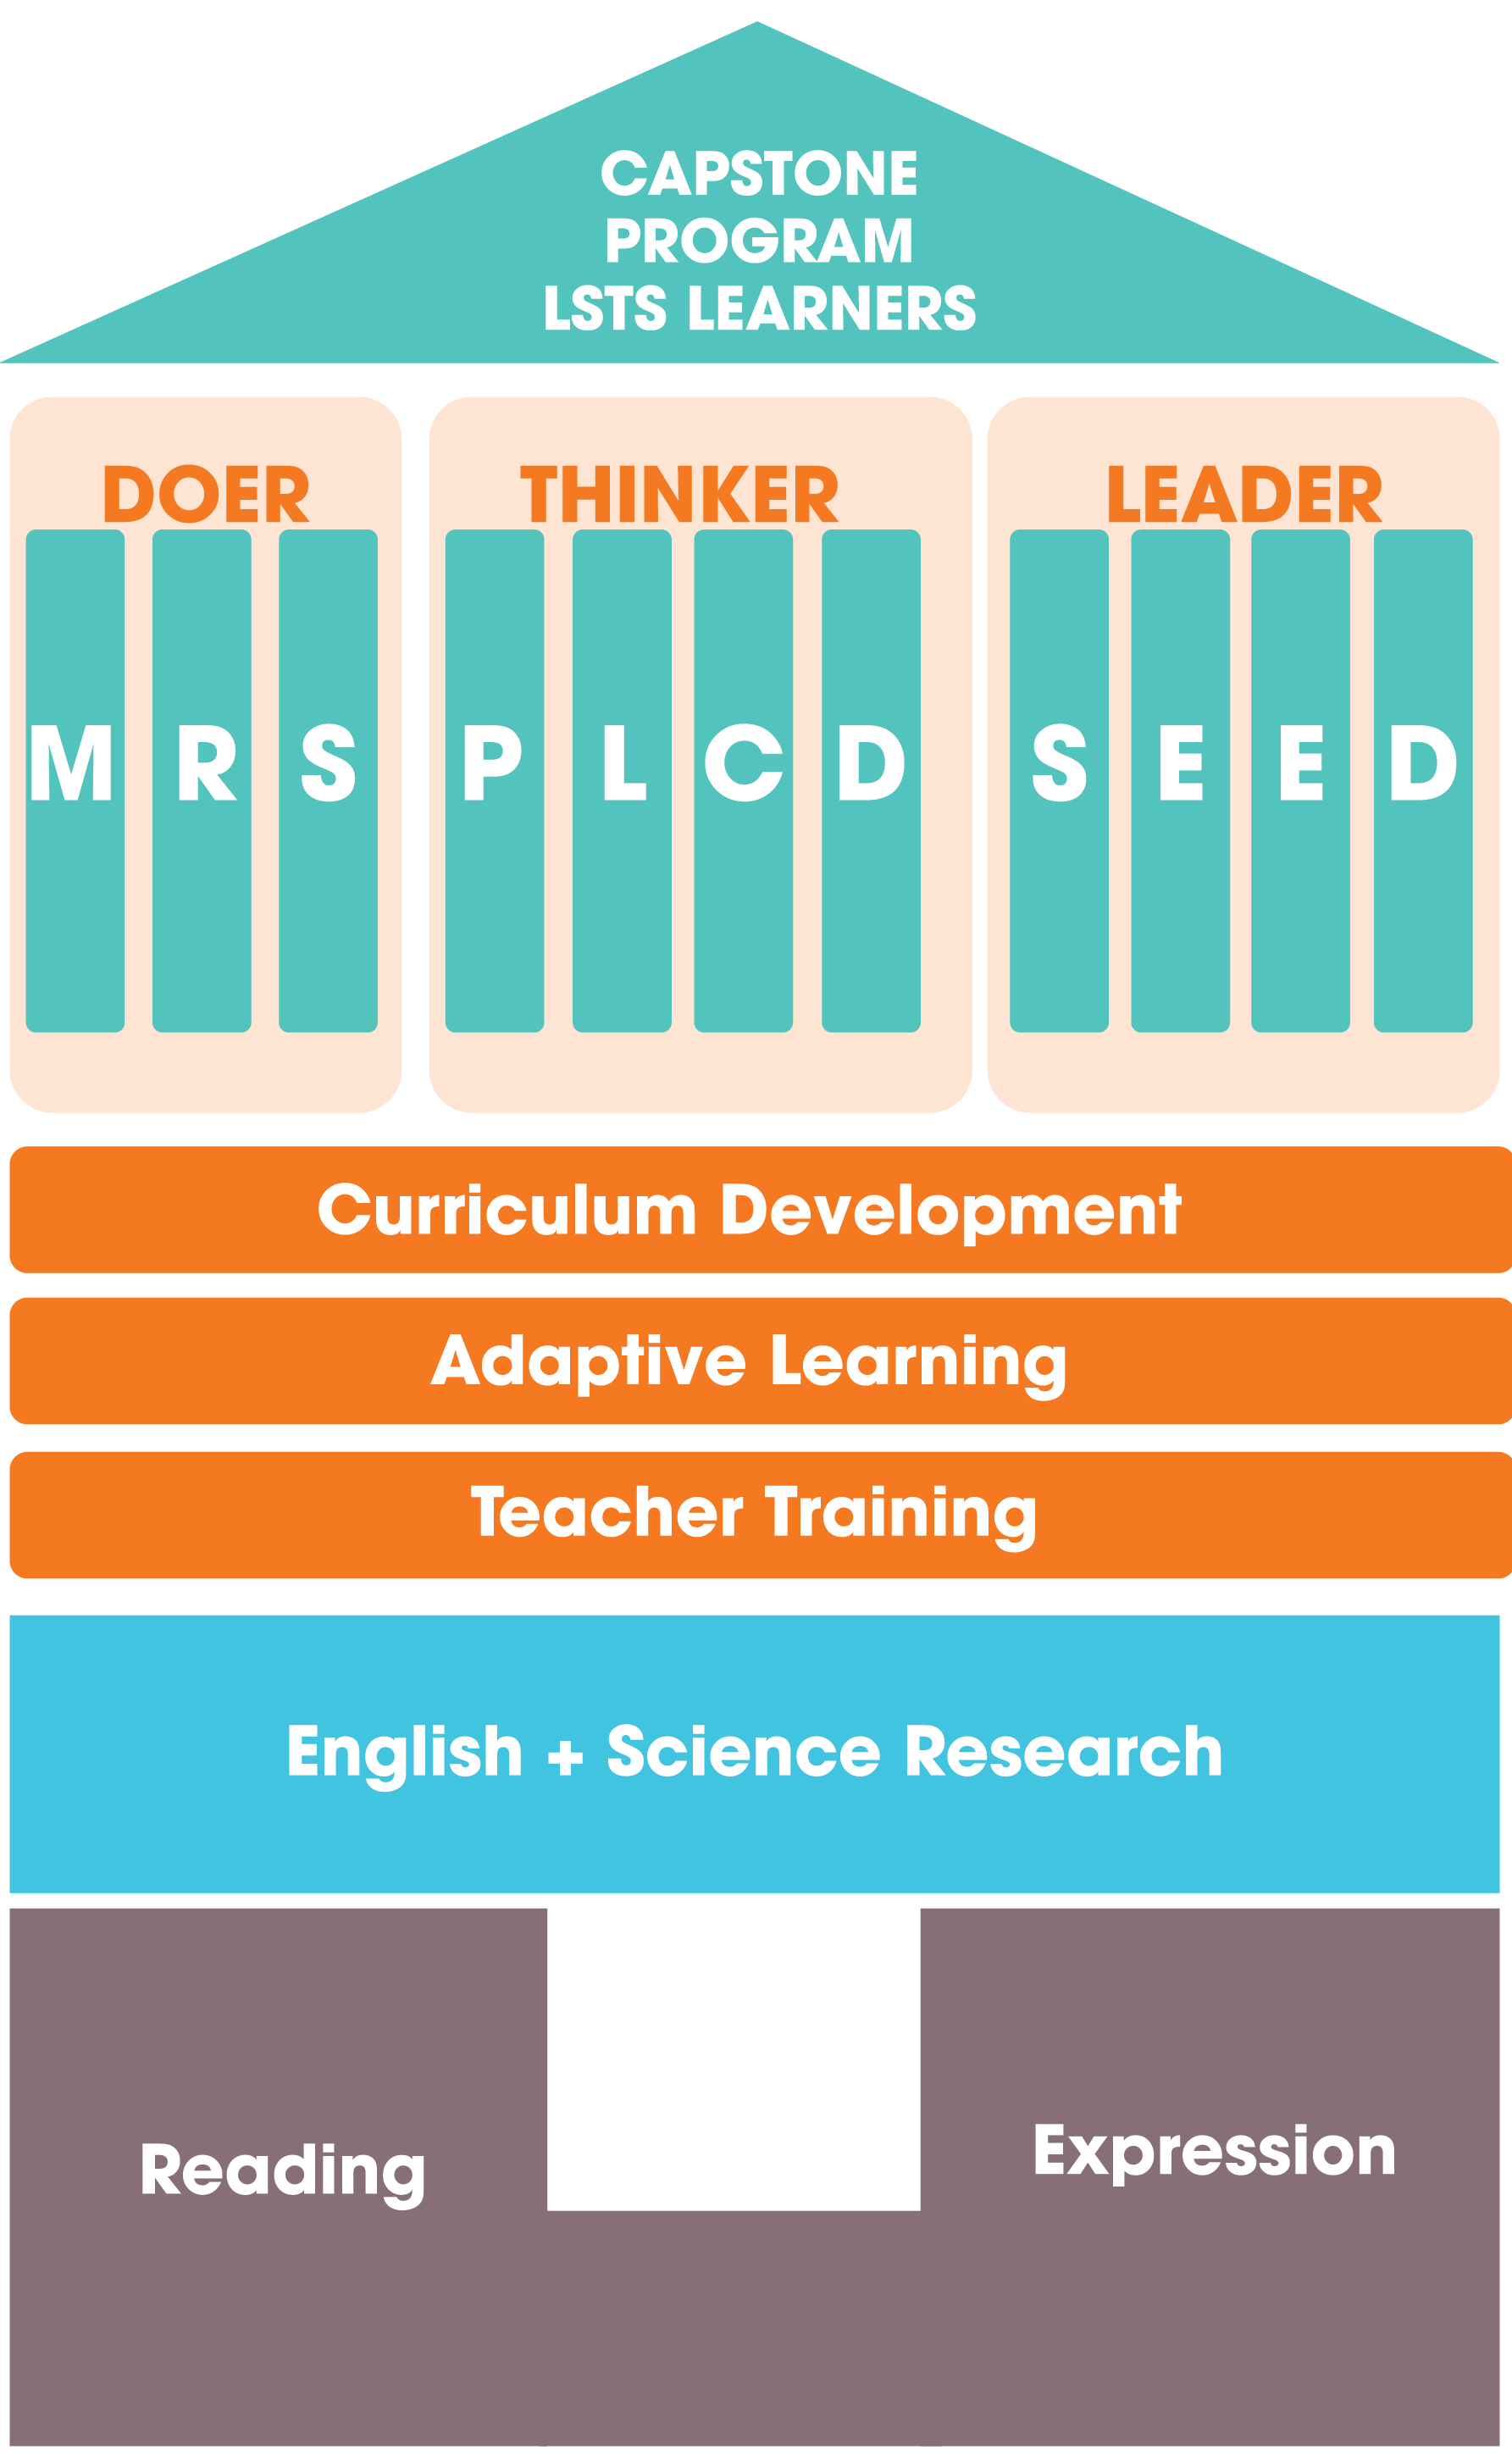 CAPSTONE
PROGRAM
LSTS LEARNERS
DOER THINKER LEADER
M R S P L C D S E E D
Curriculum Development
Adaptive Learning
Teacher Training
English + Science Research
Reading
Expression